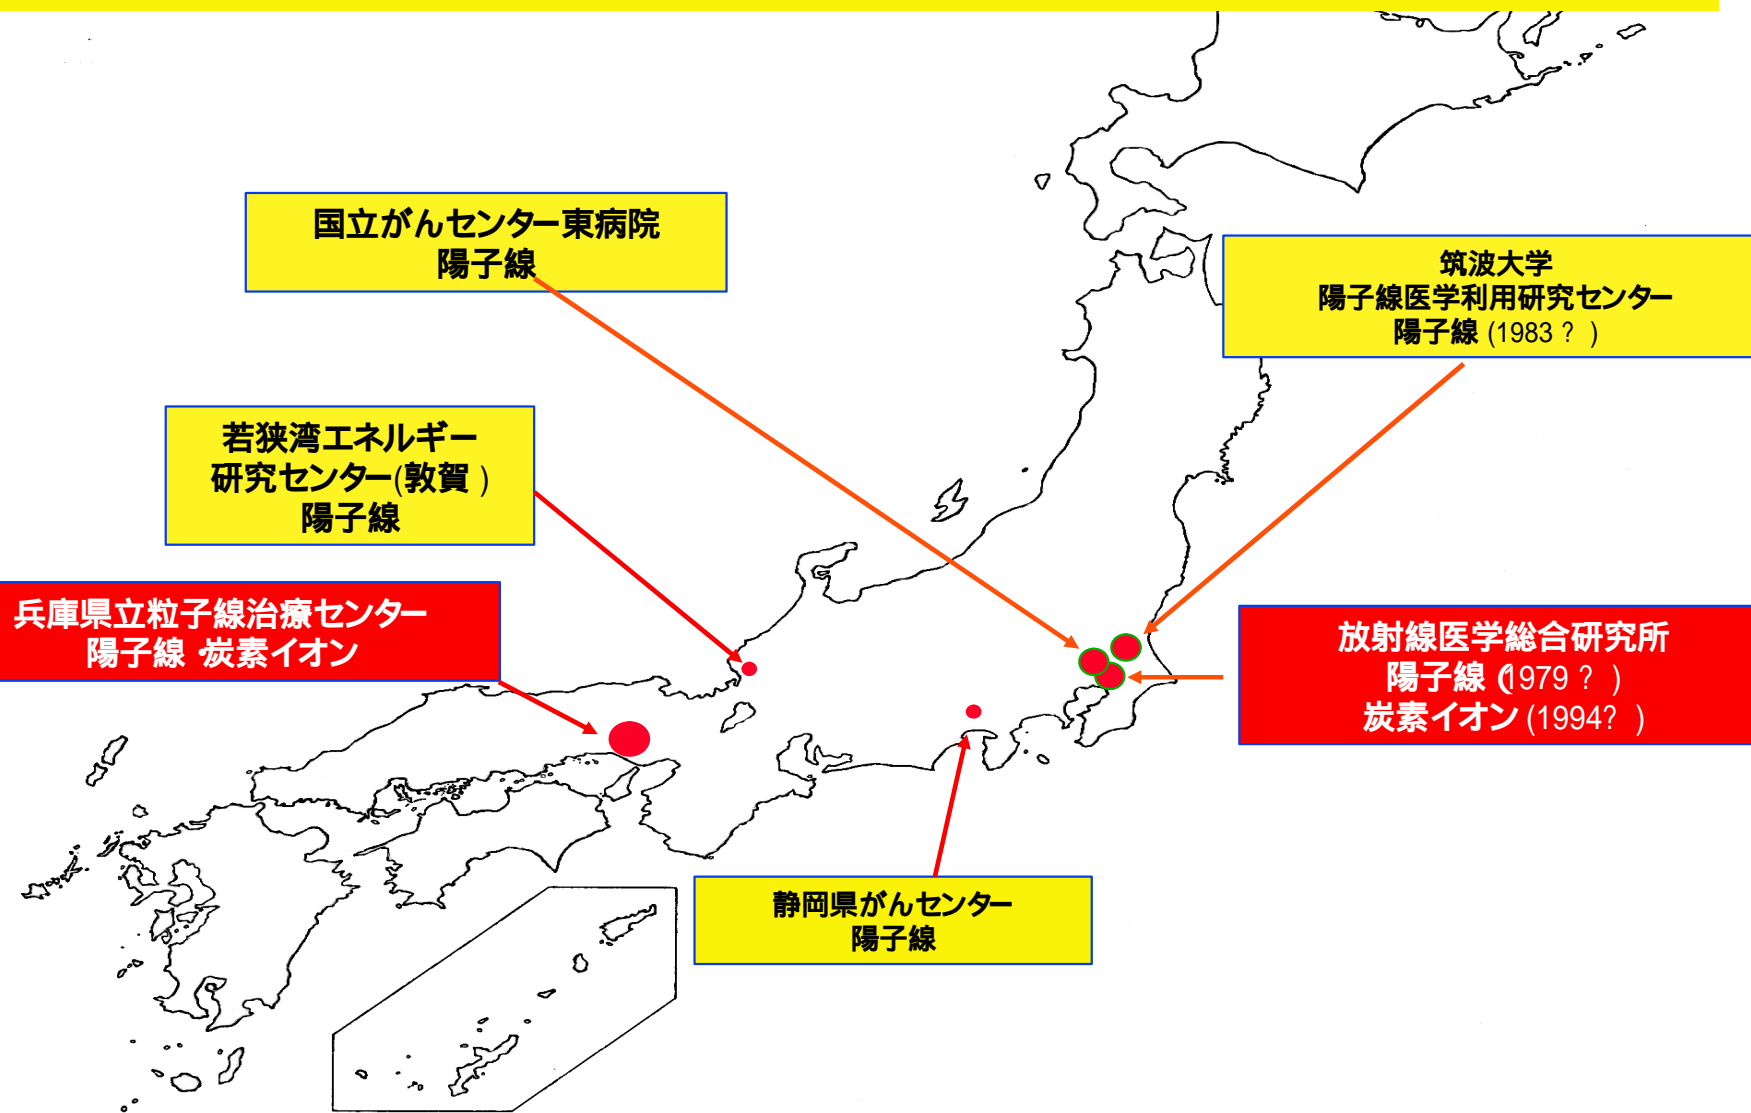 国立がんセンター東病院
陽子線
筑波大学
陽子線医学利用研究センター
陽子線 (1983 ? )
若狭湾エネルギー
研究センター(敦賀 )
陽子線
兵庫県立粒子線治療センター
陽子線・炭素イオン
放射線医学総合研究所
陽子線 (1979 ? )
炭素イオン (1994? )
静岡県がんセンター
陽子線